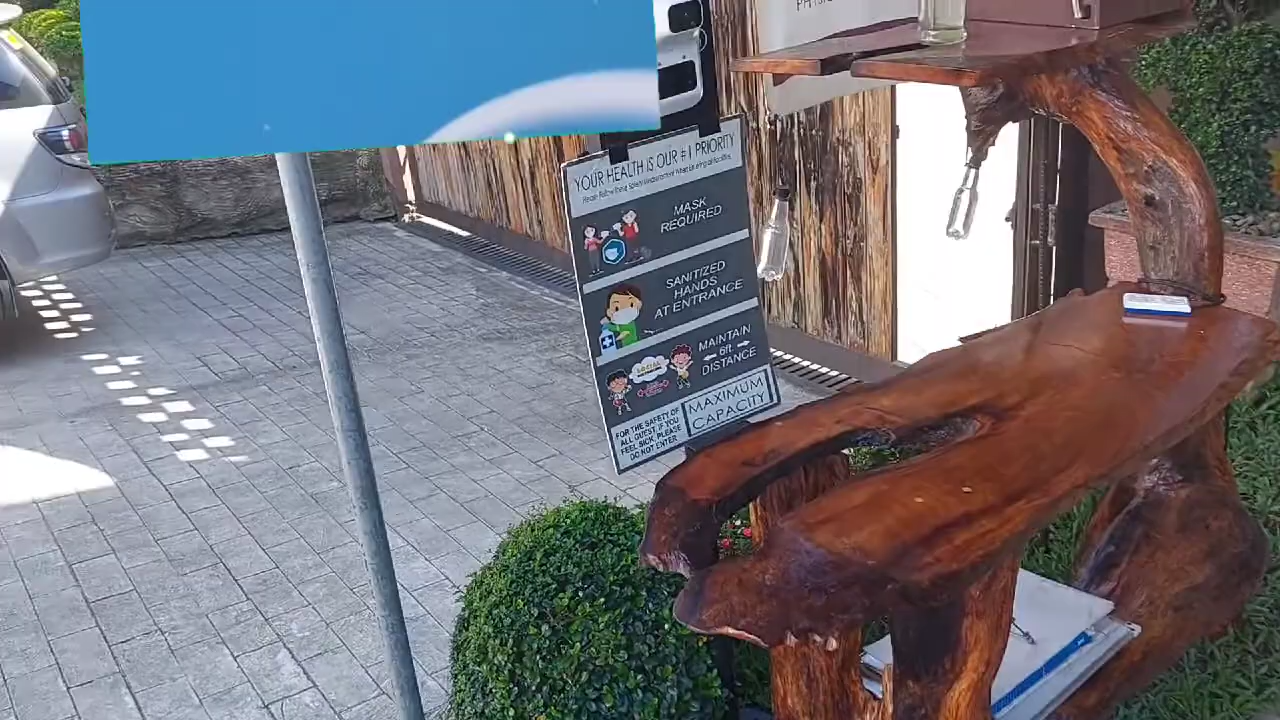 YOUR HEALTH IS OUR #1 PRIORITY
MASK
REQUIRED
SANITIZED
HANDS
AT ENTRANCE
MAINTAIN
6ft.
DISTANCE
SOCIAL
FOR THE SAFETY OF
ALL GUEST, IF YOU
FEEL SICK, PLEASE
DO NOT ENTER
MAXIMUM
CAPACITY